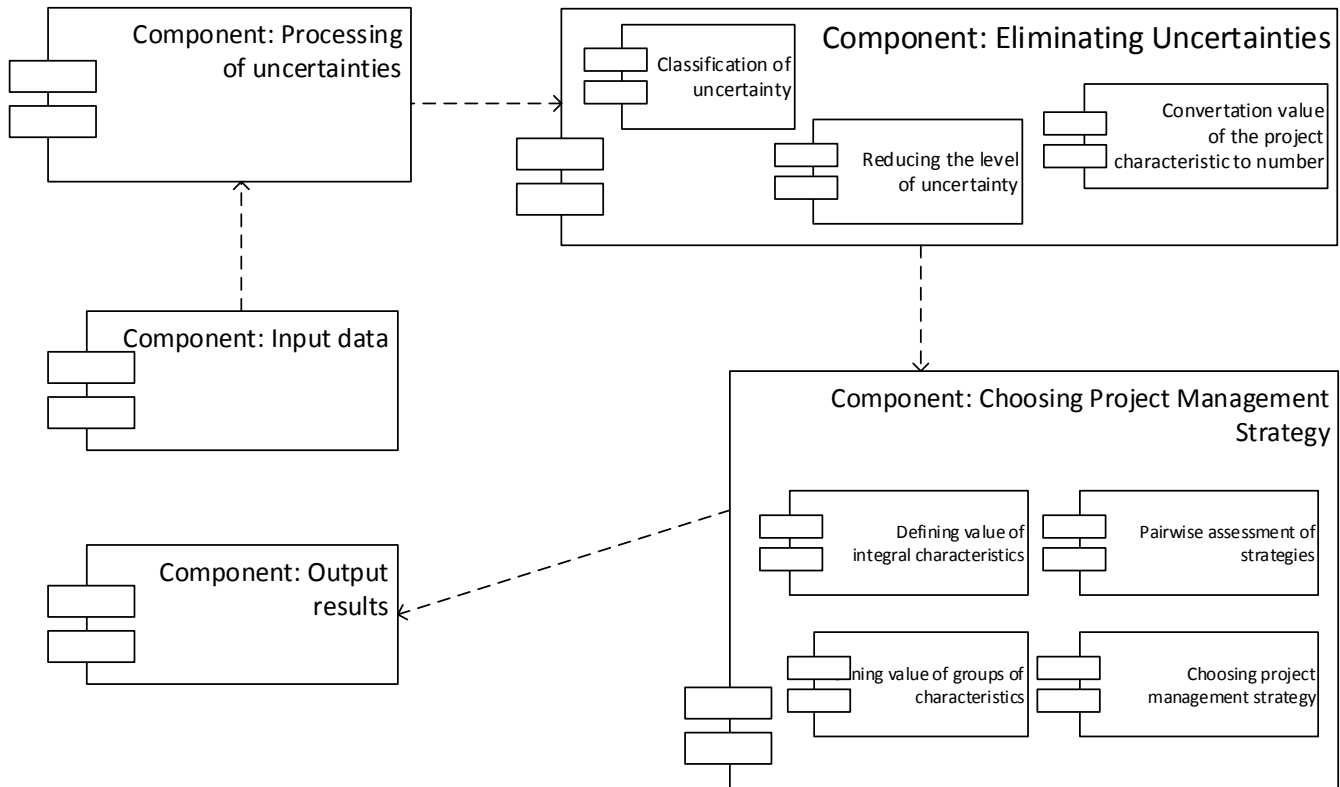 Component: Processing
of uncertainties
Component: Eliminating Uncertainties
Classification of
uncertainty
Reducing the level
of uncertainty
Convertation value
of the project
characteristic to number
Component: Input data
Component: Choosing Project Management
Strategy
Defining value of
integral characteristics
Pairwise assessment of
strategies
value of groups of
characteristics
Choosing project
management strategy
Component: Output
results